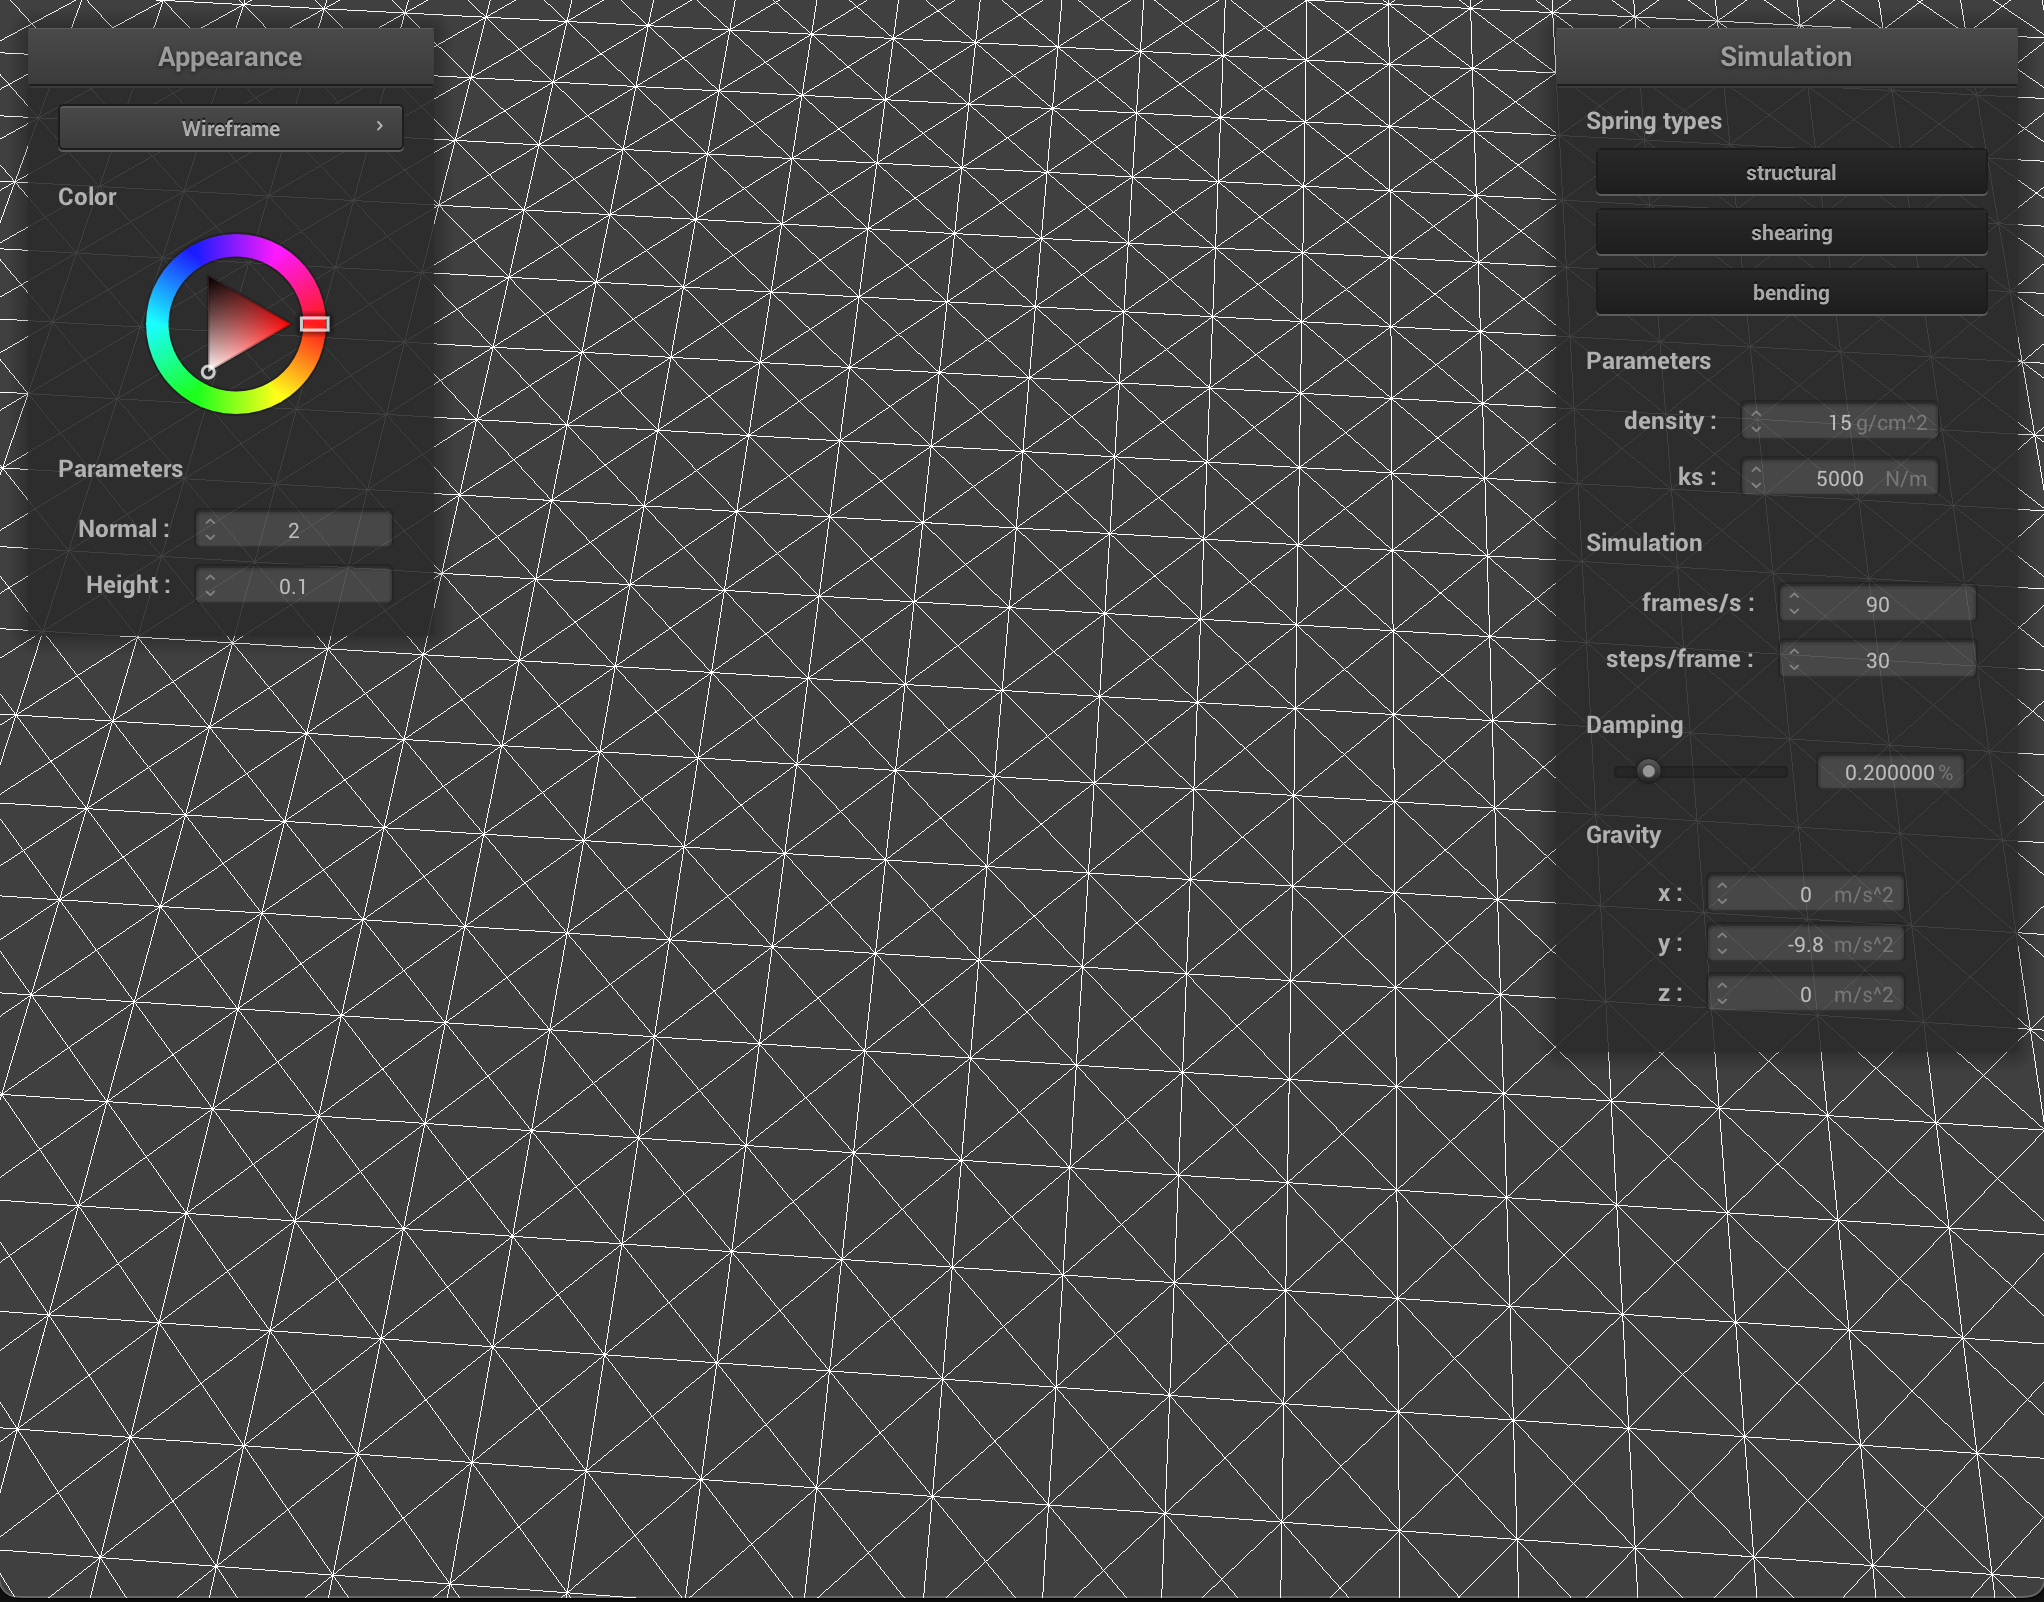 Appearance
Wireframe
Color
Parameters
Normal : 2
Height : 0.1
Simulation
Spring types
structural
shearing
bending
Parameters
density : 15 g/cm^2
ks : 5000 N/m
Simulation
frames/s : 90
steps/frame : 30
Damping
0.200000 %
Gravity
x : 0 m/s^2
y : -9.8 m/s^2
z : 0 m/s^2